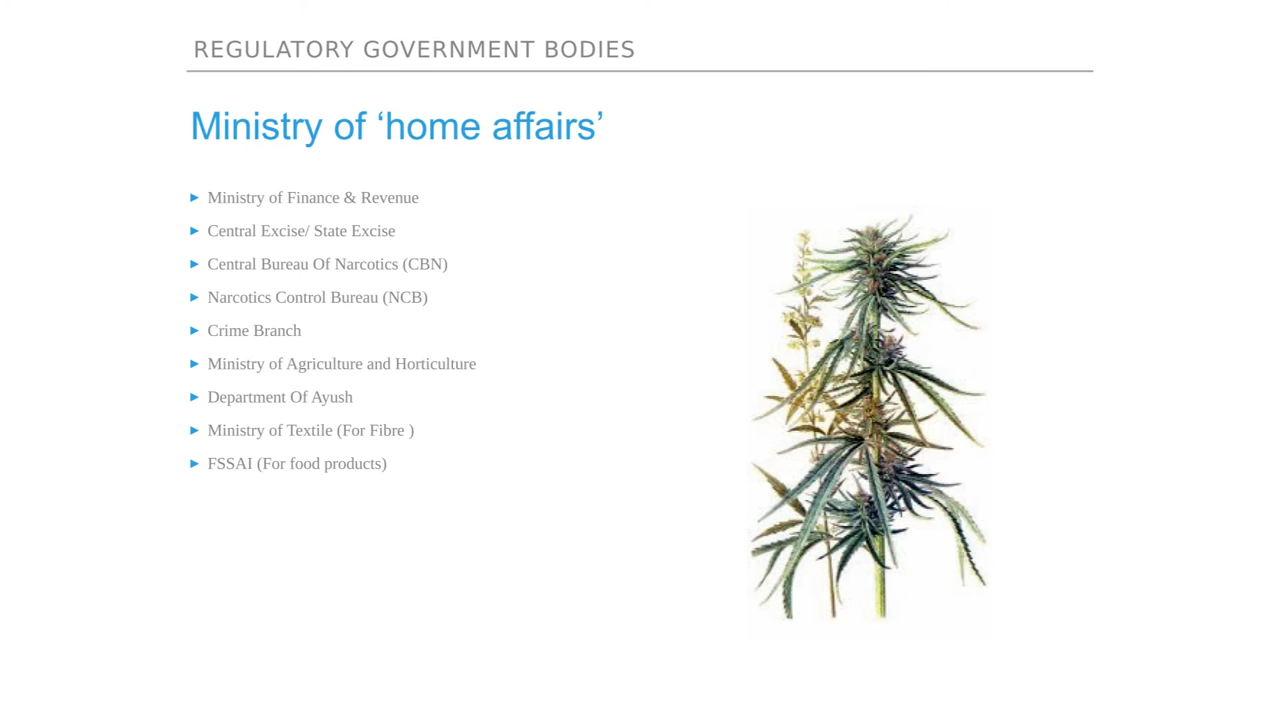 REGULATORY GOVERNMENT BODIES
Ministry of ‘home affairs’
▶ Ministry of Finance & Revenue
▶ Central Excise/ State Excise
▶ Central Bureau Of Narcotics (CBN)
▶ Narcotics Control Bureau (NCB)
▶ Crime Branch
▶ Ministry of Agriculture and Horticulture
▶ Department Of Ayush
▶ Ministry of Textile (For Fibre )
▶ FSSAI (For food products)